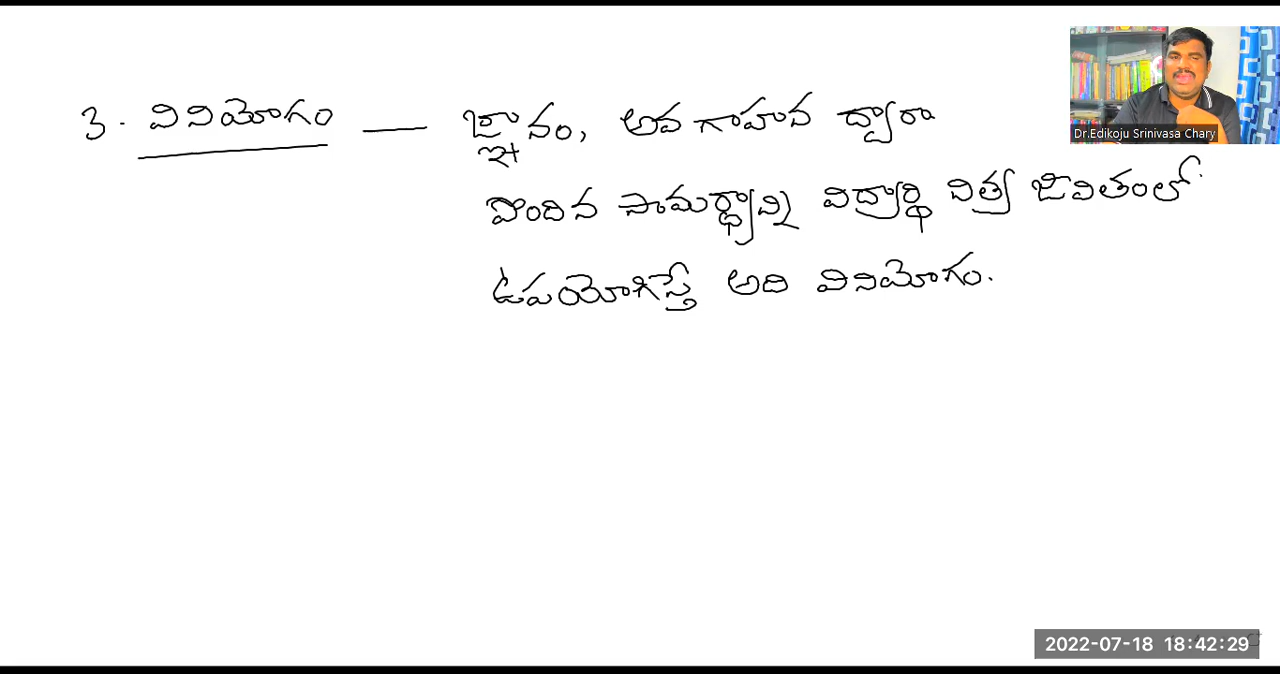 3. వినియోగం — జ్ఞానం, అవగాహన ద్వారా
పొందిన సామర్థ్యాన్ని విద్యార్థి నిత్య జీవితంలో
ఉపయోగిస్తే అది వినియోగం.
Dr.Edikoju Srinivasa Chary
2022-07-18 18:42:29